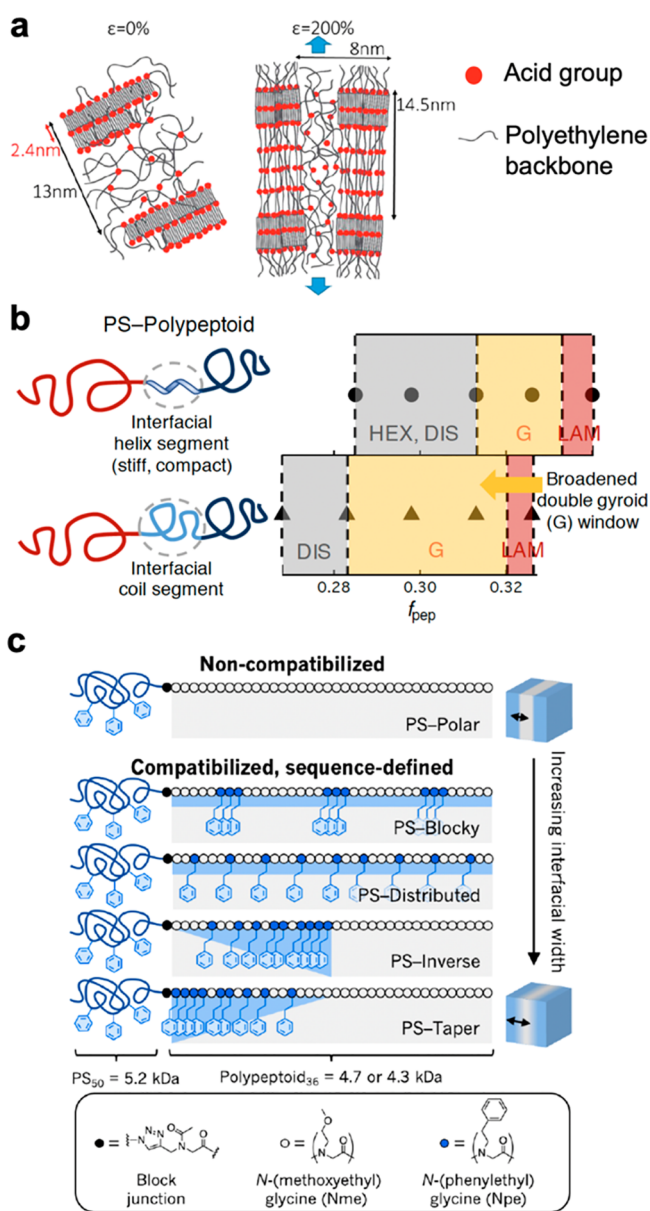 a
ε=0%
ε=200%
8nm
14.5nm
2.4nm
13nm
Acid group
Polyethylene
backbone
b
PS–Polypeptoid
Interfacial
helix segment
(stiff, compact)
HEX, DIS
G
LAM
Interfacial
coil segment
DIS
G
LAM
Broadened
double gyroid
(G) window
0.28
0.30
0.32
fpep
c
Non-compatibilized
PS–Polar
Compatibilized, sequence-defined
PS–Blocky
PS–Distributed
PS–Inverse
PS–Taper
Increasing interfacial width
PS50 = 5.2 kDa
Polypeptoid36 = 4.7 or 4.3 kDa
=
N=N
N
N
O
O
Block
junction
=
O
N
O
N-(methoxyethyl)
glycine (Nme)
=
N
O
N-(phenylethyl)
glycine (Npe)